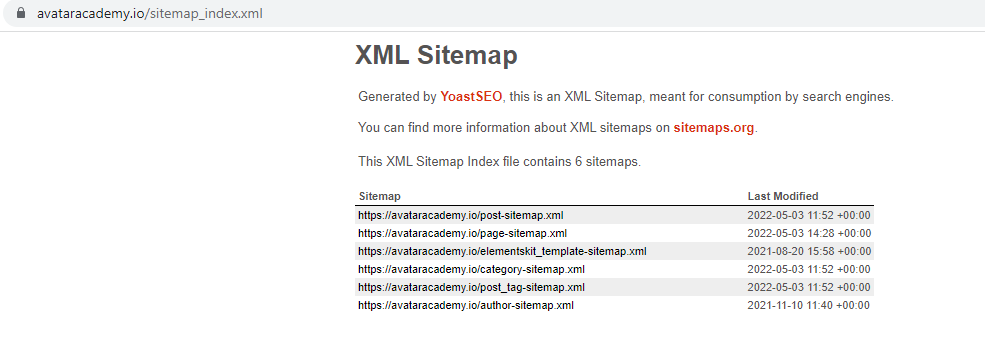 avataracademy.io/sitemap_index.xml
XML Sitemap
Generated by YoastSEO, this is an XML Sitemap, meant for consumption by search engines.
You can find more information about XML sitemaps on sitemaps.org.
This XML Sitemap Index file contains 6 sitemaps.
Sitemap Last Modified
https://avataracademy.io/post-sitemap.xml 2022-05-03 11:52 +00:00
https://avataracademy.io/page-sitemap.xml 2022-05-03 14:28 +00:00
https://avataracademy.io/elementskit_template-sitemap.xml 2021-08-20 15:58 +00:00
https://avataracademy.io/category-sitemap.xml 2022-05-03 11:52 +00:00
https://avataracademy.io/post_tag-sitemap.xml 2022-05-03 11:52 +00:00
https://avataracademy.io/author-sitemap.xml 2021-11-10 11:40 +00:00